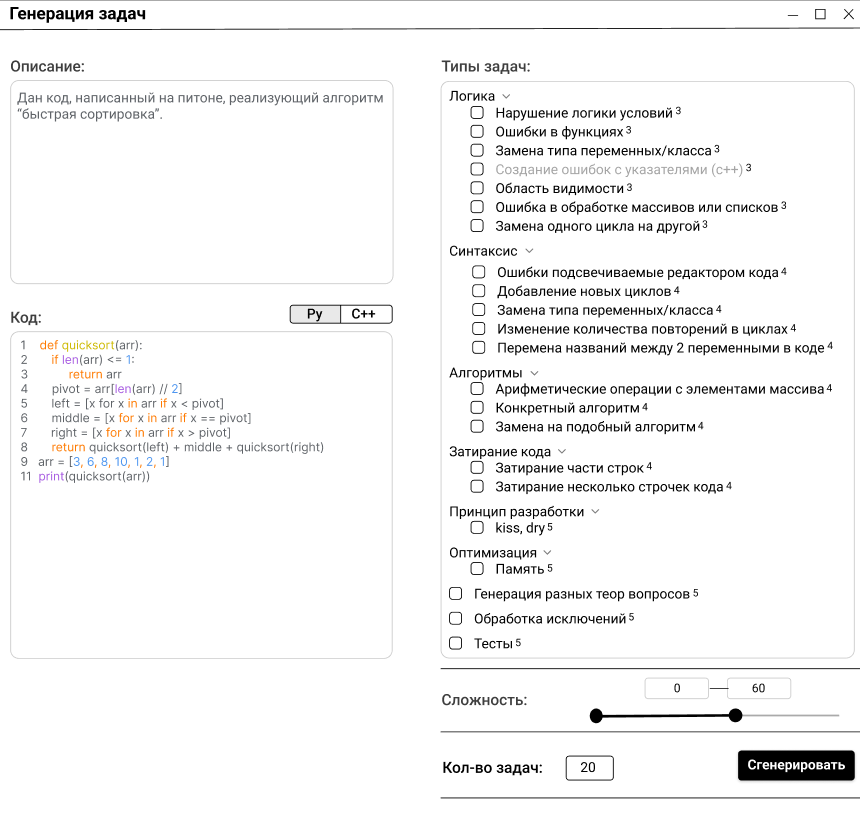 Генерация задач
Описание:
Дан код, написанный на питоне, реализующий алгоритм
“быстрая сортировка”.
Код:
Py
C++
1 def quicksort(arr):
2 if len(arr) <= 1:
3 return arr
4 pivot = arr[len(arr) // 2]
5 left = [x for x in arr if x < pivot]
6 middle = [x for x in arr if x == pivot]
7 right = [x for x in arr if x > pivot]
8 return quicksort(left) + middle + quicksort(right)
9 arr = [3, 6, 8, 10, 1, 2, 1]
11 print(quicksort(arr))
Типы задач:
Логика
Нарушение логики условий 3
Ошибки в функциях 3
Замена типа переменных/класса 3
Создание ошибок с указателями (с++) 3
Область видимости 3
Ошибка в обработке массивов или списков 3
Замена одного цикла на другой 3
Синтаксис
Ошибки подсвечиваемые редактором кода 4
Добавление новых циклов 4
Замена типа переменных/класса 4
Изменение количества повторений в циклах 4
Перемена названий между 2 переменными в коде 4
Алгоритмы
Арифметические операции с элементами массива 4
Конкретный алгоритм 4
Замена на подобный алгоритм 4
Затирание кода
Затирание части строк 4
Затирание несколько строчек кода 4
Принцип разработки
kiss, dry 5
Оптимизация
Память 5
Генерация разных теор вопросов 5
Обработка исключений 5
Тесты 5
Сложность:
0
60
Кол-во задач:
20
Сгенерировать